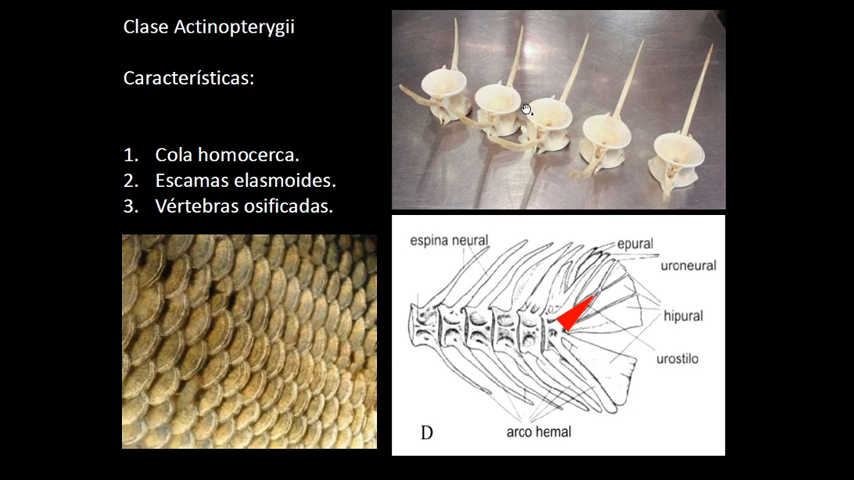 Clase Actinopterygii
Características:
1. Cola homocerca.
2. Escamas elasmoides.
3. Vértebras osificadas.
espina neural
epural
uroneural
hipural
urostilo
arco hemal
D